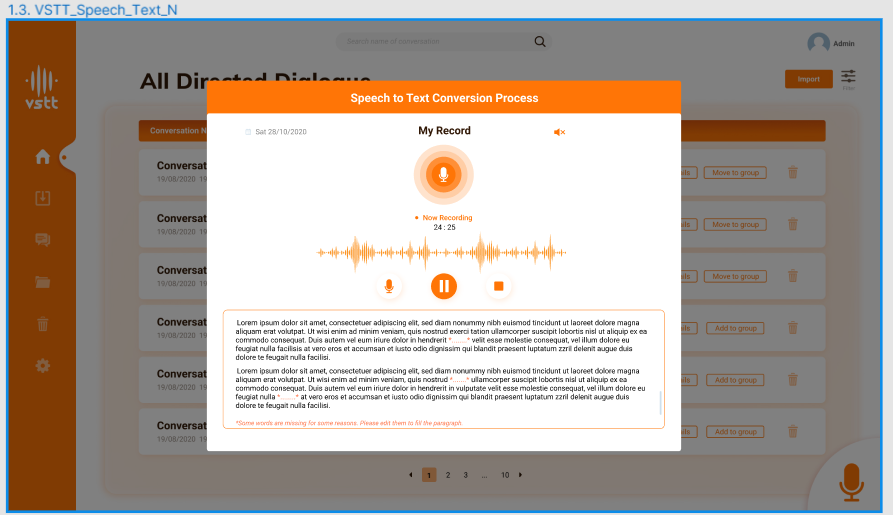 1.3. VSTT_Speech_Text_N
Search name of conversation
Admin
vstt
All Directed Dialogue
Import
Filter
Speech to Text Conversion Process
Conversation N
Sat 28/10/2020
My Record
Conversat
19/08/2020 19
ils
Move to group
Now Recording
24 : 25
Conversat
19/08/2020 19
ils
Move to group
Conversat
19/08/2020 19
ils
Move to group
Lorem ipsum dolor sit amet, consectetuer adipiscing elit, sed diam nonummy nibh euismod tincidunt ut laoreet dolore magna
aliquam erat volutpat. Ut wisi enim ad minim veniam, quis nostrud exerci tation ullamcorper suscipit lobortis nisl ut aliquip ex ea
commodo consequat. Duis autem vel eum iriure dolor in hendrerit *.......* velit esse molestie consequat, vel illum dolore eu
feugiat nulla facilisis at vero eros et accumsan et iusto odio dignissim qui blandit praesent luptatum zzril delenit augue duis
dolore te feugait nulla facilisi.
Conversat
19/08/2020 19
ils
Add to group
Lorem ipsum dolor sit amet, consectetuer adipiscing elit, sed diam nonummy nibh euismod tincidunt ut laoreet dolore magna
aliquam erat volutpat. Ut wisi enim ad minim veniam, quis nostrud *.......* ullamcorper suscipit lobortis nisl ut aliquip ex ea
commodo consequat. Duis autem vel eum iriure dolor in hendrerit in vulputate velit esse molestie consequat, vel illum dolore eu
feugiat nulla *........* at vero eros et accumsan et iusto odio dignissim qui blandit praesent luptatum zzril delenit augue duis
dolore te feugait nulla facilisi.
Conversat
19/08/2020 19
ils
Add to group
*Some words are missing for some reasons. Please edit them to fill the paragraph.
Conversat
19/08/2020 19
ils
Add to group
1 2 3 ... 10